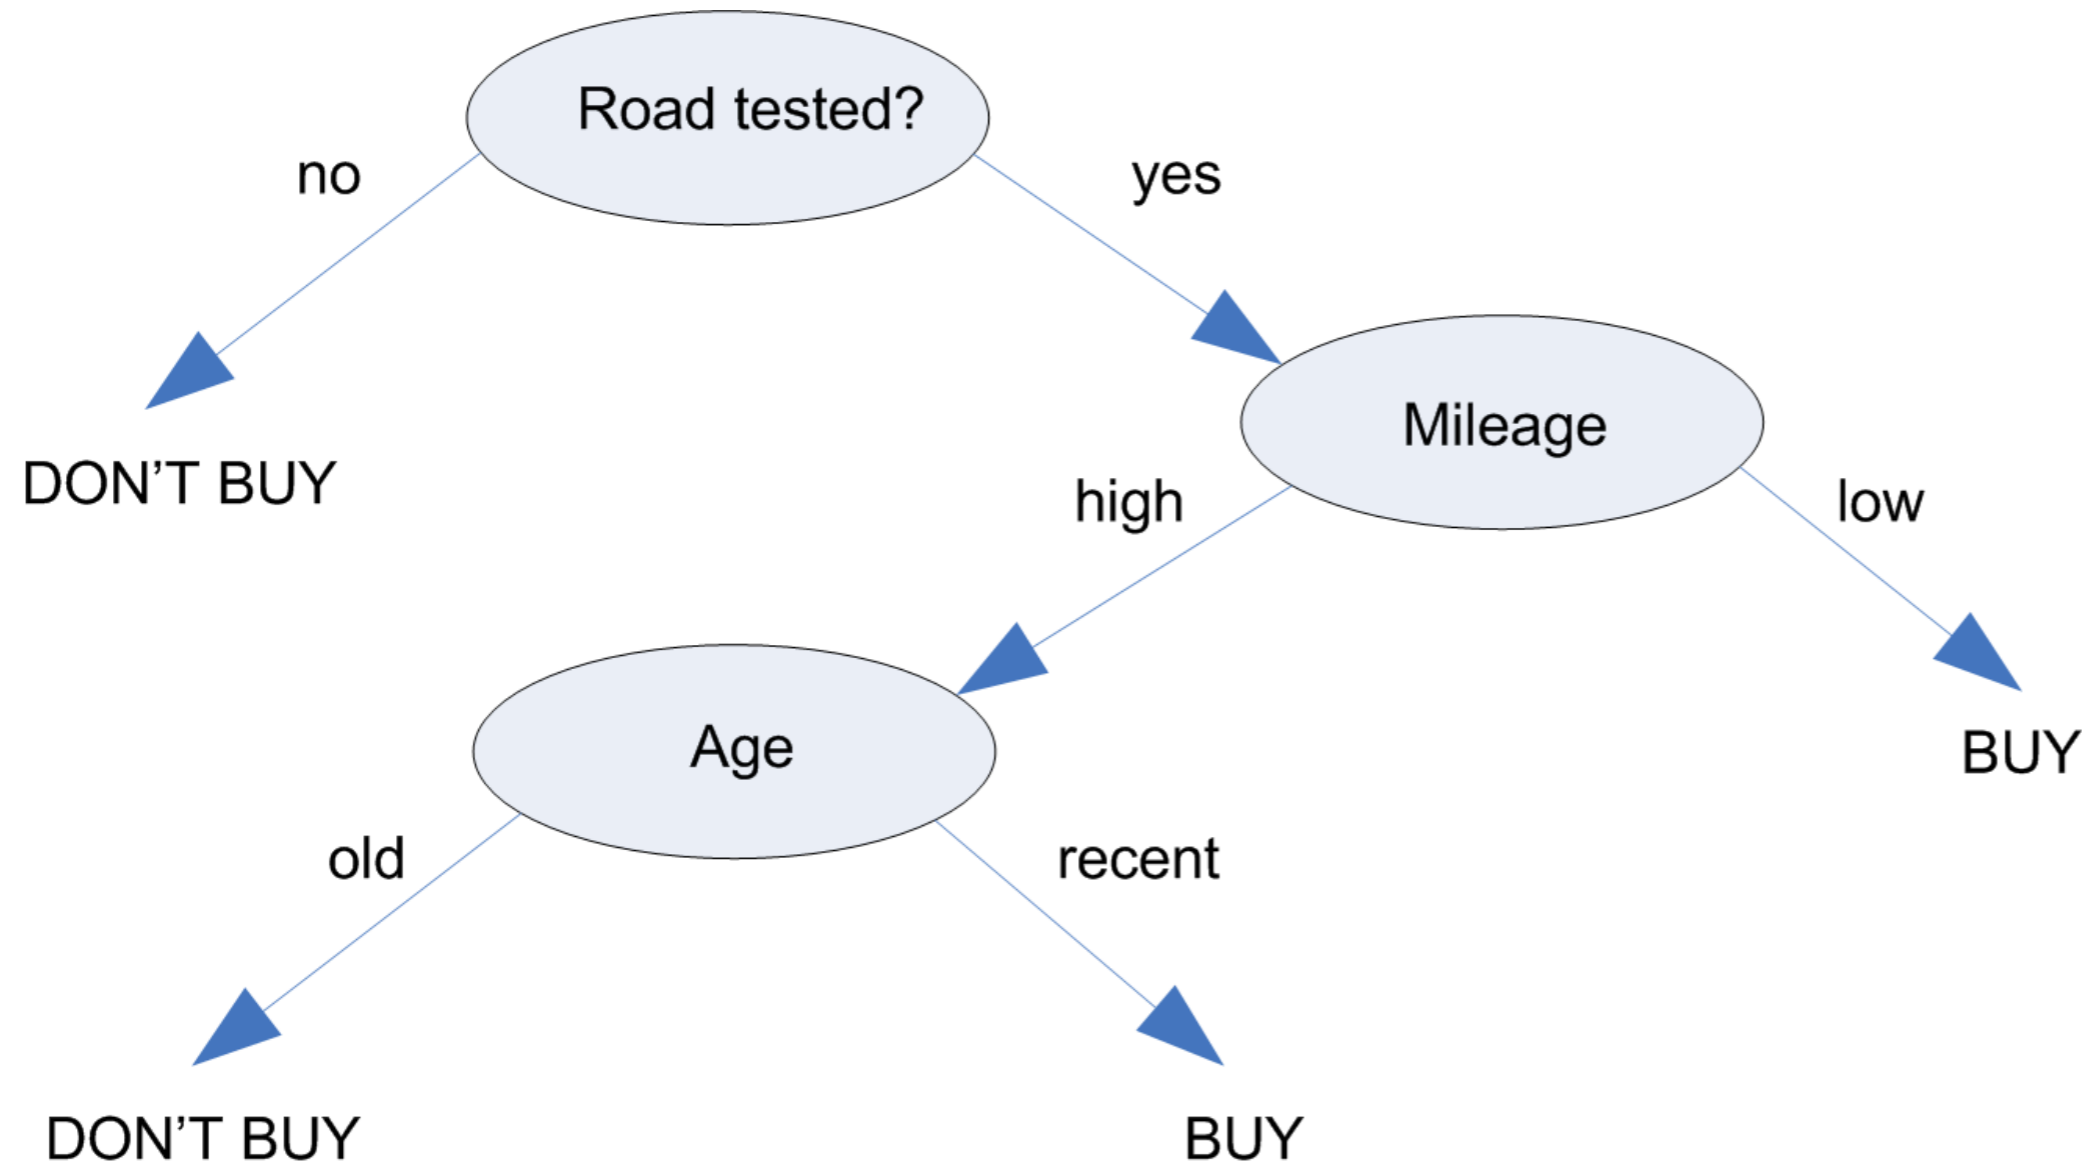 Road tested?
no
yes
DON’T BUY
Mileage
high
low
Age
BUY
old
recent
DON’T BUY
BUY